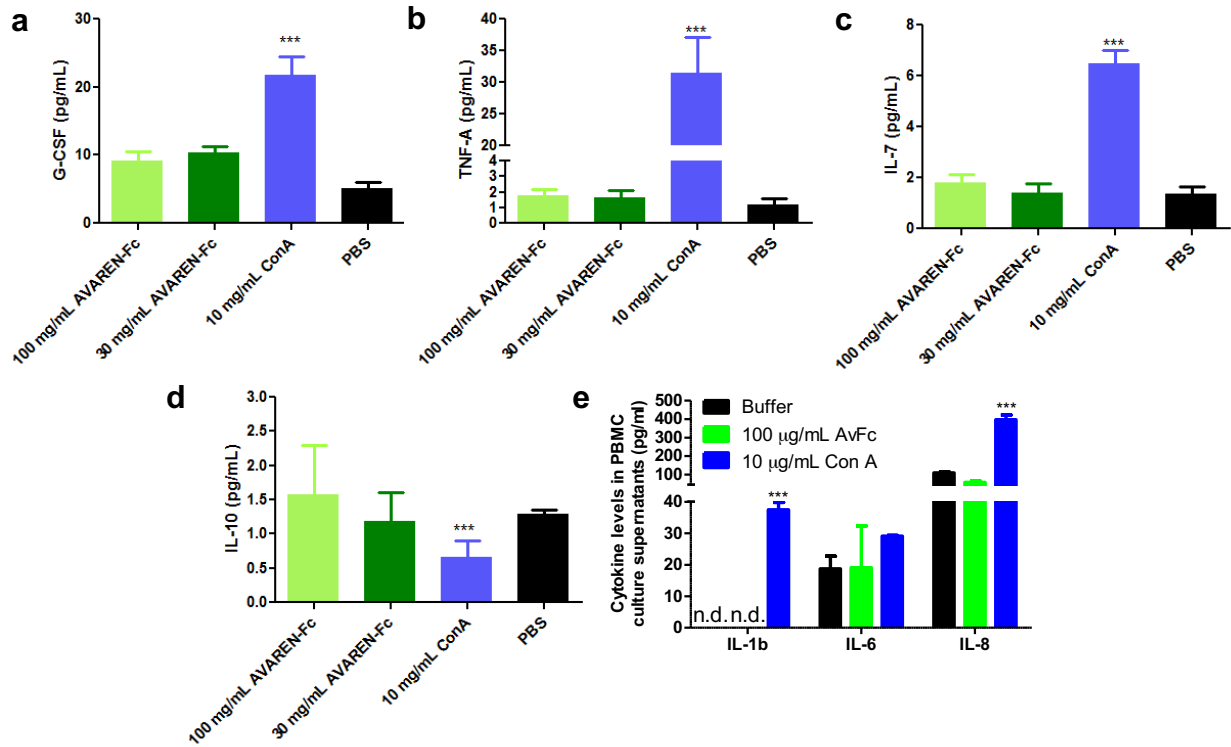 a
G-CSF (pg/mL)
30
20
10
0
***
100 mg/mL AVAREN-Fc
30 mg/mL AVAREN-Fc
10 mg/mL ConA
PBS
b
TNF-A (pg/mL)
40
35
30
25
20
4
3
2
1
0
***
100 mg/mL AVAREN-Fc
30 mg/mL AVAREN-Fc
10 mg/mL ConA
PBS
c
IL-7 (pg/mL)
8
6
4
2
0
***
100 mg/mL AVAREN-Fc
30 mg/mL AVAREN-Fc
10 mg/mL ConA
PBS
d
IL-10 (pg/mL)
3.0
2.5
2.0
1.5
1.0
0.5
0.0
***
100 mg/mL AVAREN-Fc
30 mg/mL AVAREN-Fc
10 mg/mL ConA
PBS
e
Cytokine levels in PBMC
culture supernatants (pg/ml)
500
400
300
200
100
40
30
20
10
0
Buffer
100 μg/mL AvFc
10 μg/mL Con A
***
***
n.d.n.d.
IL-1b
IL-6
IL-8